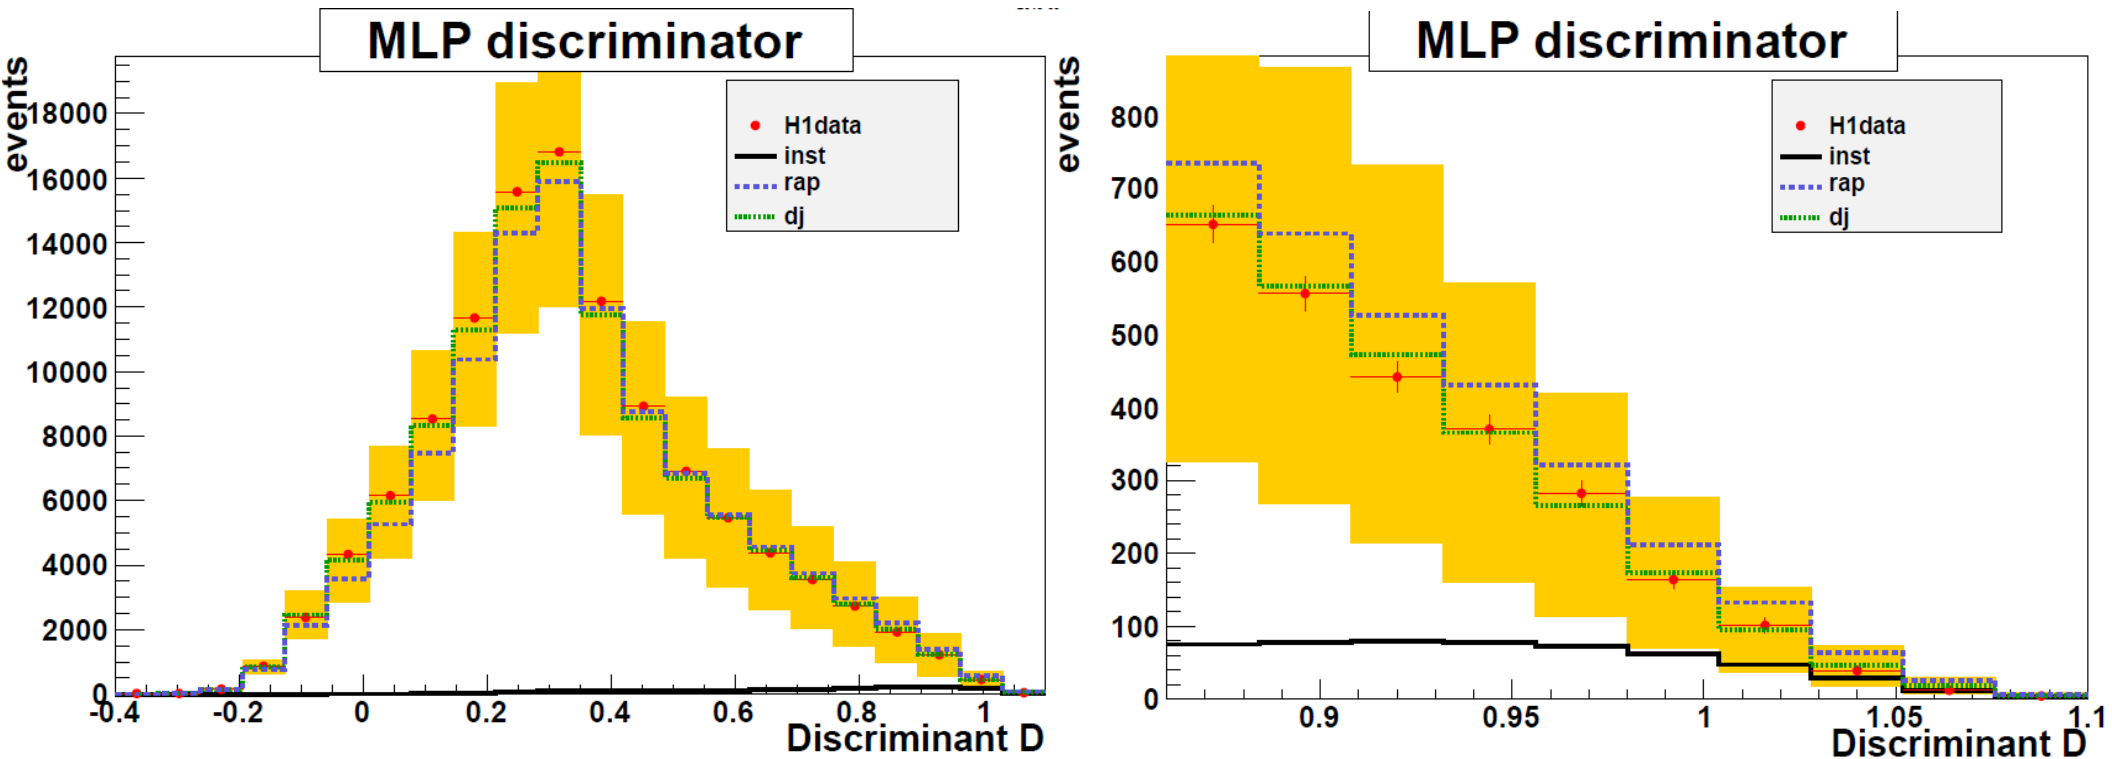 MLP discriminator
events
18000
16000
14000
12000
10000
8000
6000
4000
2000
0
-0.4 -0.2 0 0.2 0.4 0.6 0.8 1
Discriminant D
H1data
inst
rap
dj
MLP discriminator
events
800
700
600
500
400
300
200
100
0
0.9 0.95 1 1.05 1.1
Discriminant D
H1data
inst
rap
dj